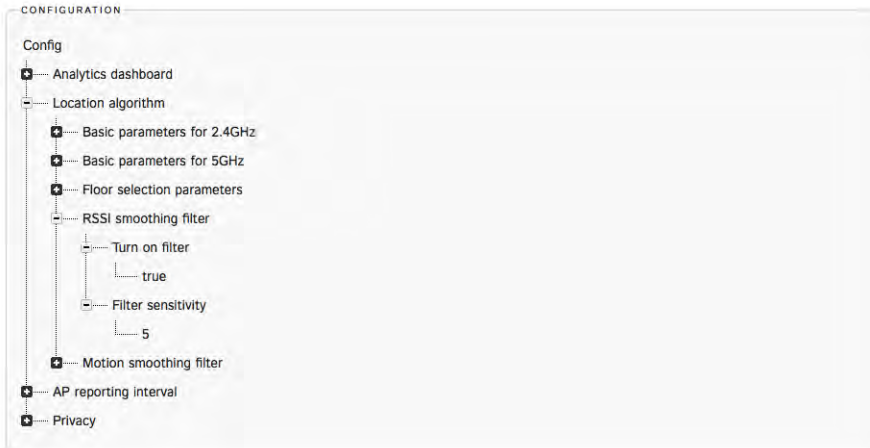 CONFIGURATION
Config
Analytics dashboard
Location algorithm
Basic parameters for 2.4GHz
Basic parameters for 5GHz
Floor selection parameters
RSSI smoothing filter
Turn on filter
true
Filter sensitivity
5
Motion smoothing filter
AP reporting interval
Privacy